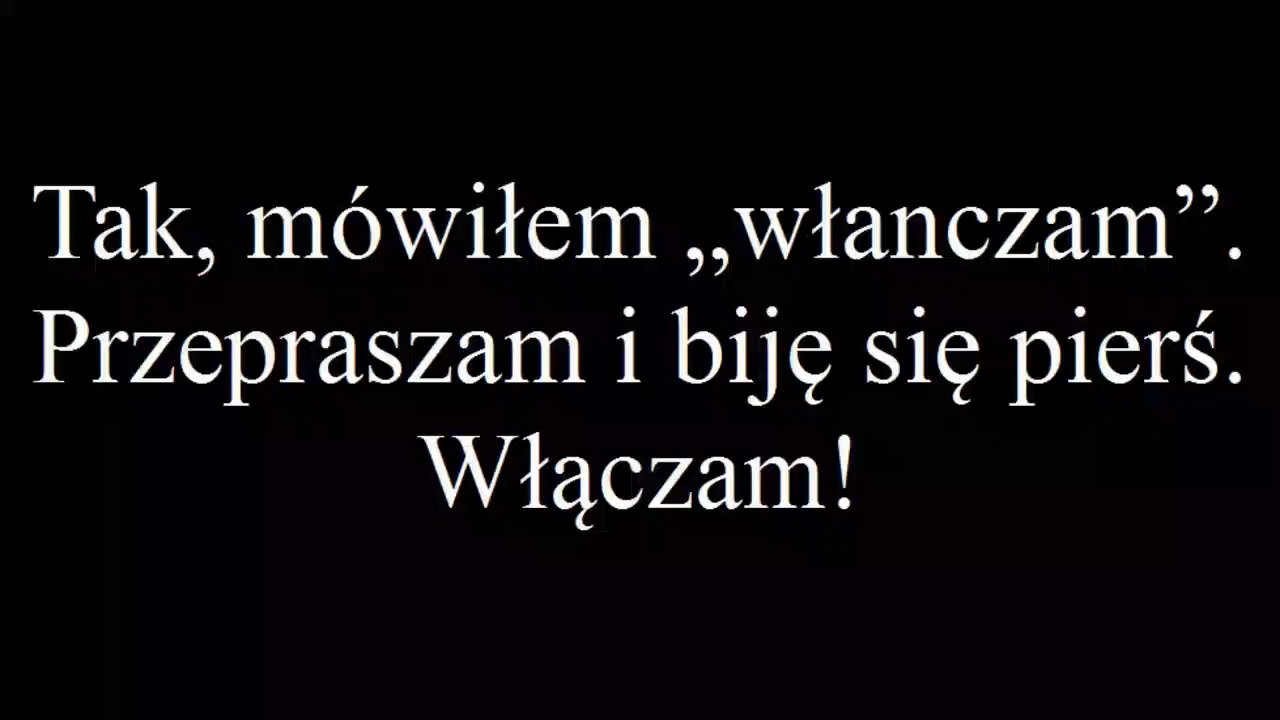 Tak, mówiłem „włanczam”.
Przepraszam i biję się pierś.
Włączam!